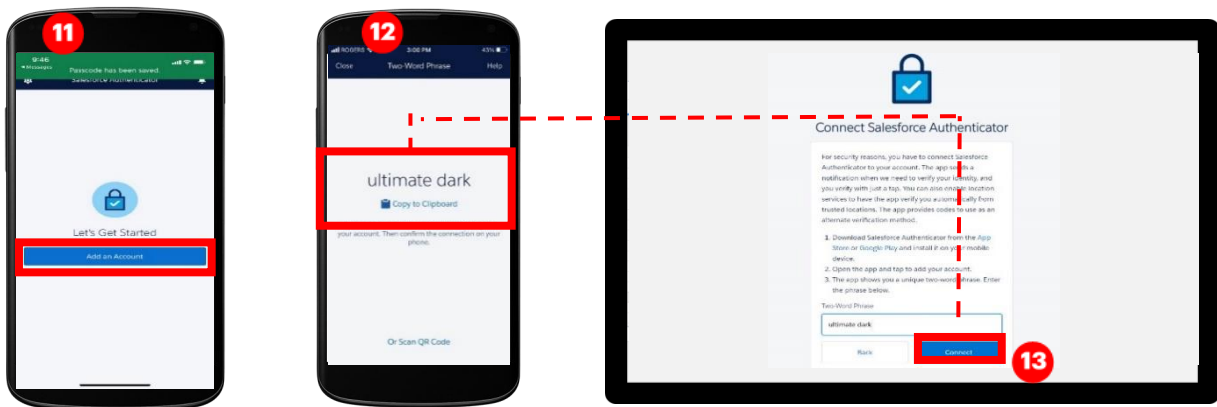 11
9:46
Messages
Passcode has been saved.
Salesforce Authenticator
Let's Get Started
Add an Account
12
ROGERS 3:00 PM 43%
Close Two-Word Phrase Help
ultimate dark
Copy to Clipboard
your account. Then confirm the connection on your
phone.
Or Scan QR Code
Connect Salesforce Authenticator
For security reasons, you have to connect Salesforce
Authenticator to your account. The app sends a
notification when we need to verify your identity, and
you verify with just a tap. You can also enable location
services to have the app verify you automatically from
trusted locations. The app provides codes to use as an
alternate verification method.
1. Download Salesforce Authenticator from the App
Store or Google Play and install it on your mobile
device.
2. Open the app and tap to add your account.
3. The app shows you a unique two-word phrase. Enter
the phrase below.
Two-Word Phrase
ultimate dark
Back Connect
13